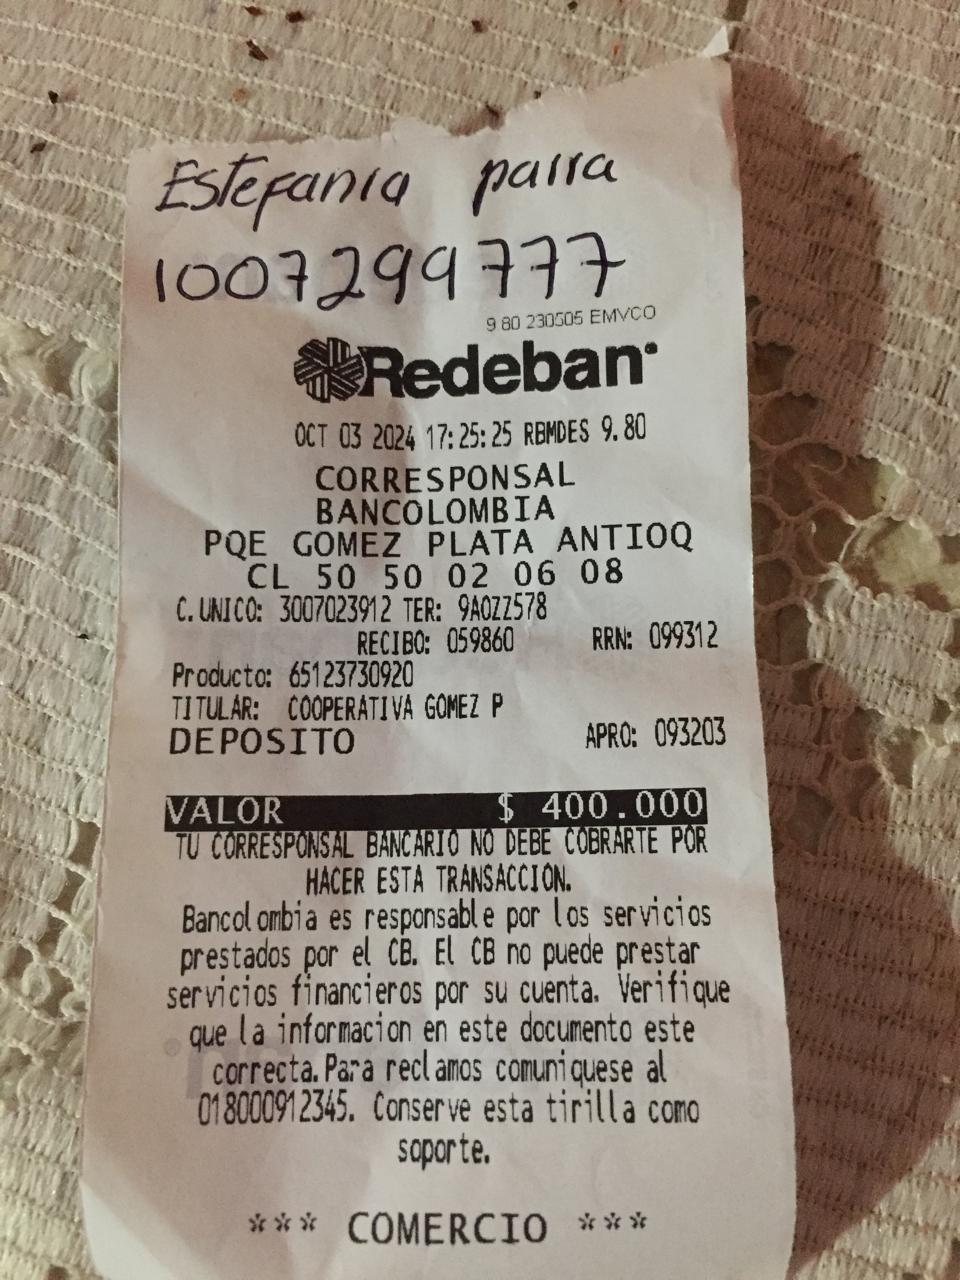 Estefania parra
1007299777
9 80 230505 EMVCO
Redeban
OCT 03 2024 17:25:25 RBMDES 9.80
CORRESPONSAL
BANCOLOMBIA
PQE GOMEZ PLATA ANTIOQ
CL 50 50 02 06 08
C.UNICO: 3007023912 TER: 9A0ZZ578
RECIBO: 059860 RRN: 099312
Producto: 65123730920
TITULAR: COOPERATIVA GOMEZ P
DEPOSITO APRO: 093203
VALOR $ 400.000
TU CORRESPONSAL BANCARIO NO DEBE COBRARTE POR
HACER ESTA TRANSACCION.
Bancolombia es responsable por los servicios
prestados por el CB. El CB no puede prestar
servicios financieros por su cuenta. Verifique
que la informacion en este documento este
correcta.Para reclamos comuniquese al
018000912345. Conserve esta tirilla como
soporte.
*** COMERCIO ***